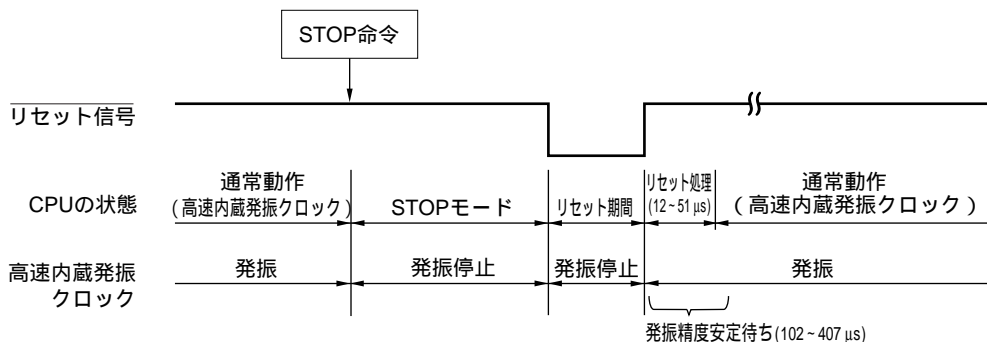 STOP命令
リセット信号
CPUの状態
通常動作
(高速内蔵発振クロック)
STOPモード
リセット期間
リセット処理
(12~51 µs)
通常動作
(高速内蔵発振クロック)
高速内蔵発振
クロック
発振
発振停止
発振停止
発振
発振精度安定待ち(102~407 µs)